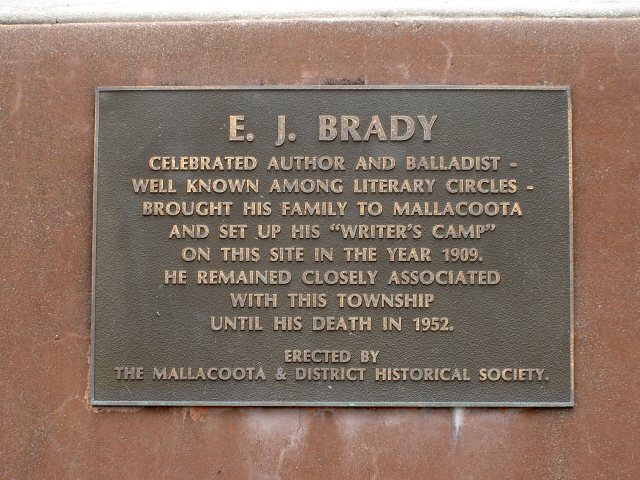 E. J. BRADY
CELEBRATED AUTHOR AND BALLADIST -
WELL KNOWN AMONG LITERARY CIRCLES -
BROUGHT HIS FAMILY TO MALLACOOTA
AND SET UP HIS “WRITER'S CAMP”
ON THIS SITE IN THE YEAR 1909.
HE REMAINED CLOSELY ASSOCIATED
WITH THIS TOWNSHIP
UNTIL HIS DEATH IN 1952.
ERECTED BY
THE MALLACOOTA & DISTRICT HISTORICAL SOCIETY.